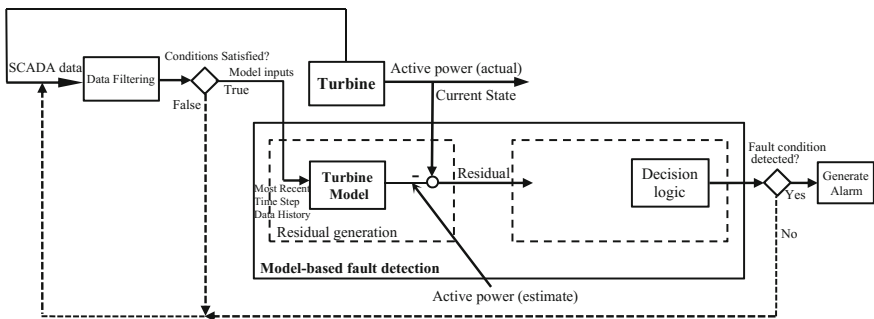 Conditions Satisfied?
SCADA data
Data Filtering
Model inputs
True
False
Turbine
Active power (actual)
Current State
Most Recent
Time Step
Data History
Turbine
Model
-
Residual
Residual generation
Model-based fault detection
Active power (estimate)
Decision
logic
Fault condition
detected?
Yes
No
Generate
Alarm